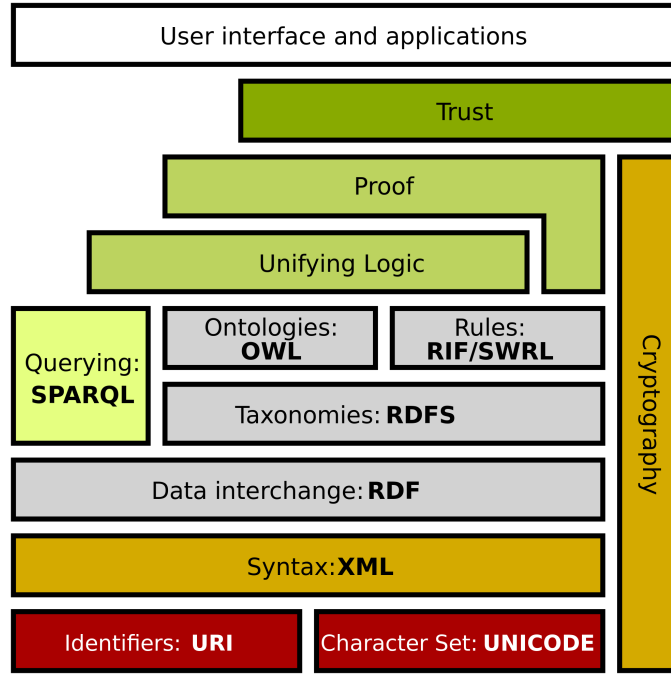 User interface and applications
Trust
Proof
Unifying Logic
Ontologies:
OWL
Rules:
RIF/SWRL
Querying:
SPARQL
Taxonomies: RDFS
Data interchange: RDF
Syntax: XML
Identifiers: URI
Character Set: UNICODE
Cryptography